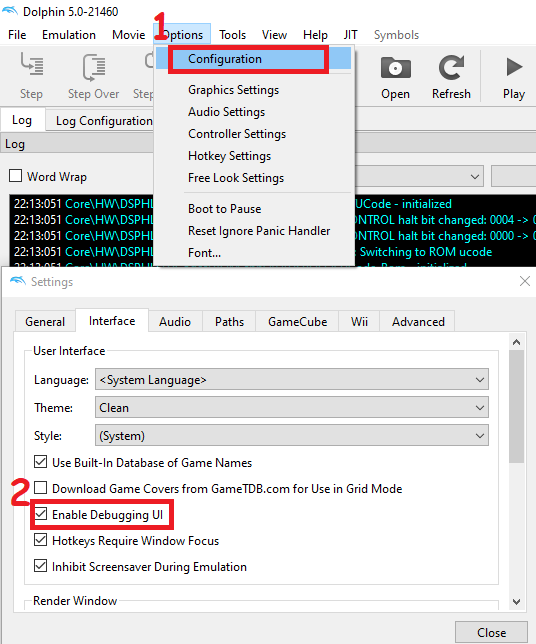 Dolphin 5.0-21460
File Emulation Movie Options Tools View Help JIT Symbols
1
Configuration
Step Step Over Open Refresh Play
Graphics Settings
Audio Settings
Log Log Configuration
Controller Settings
Log
Hotkey Settings
Word Wrap
Free Look Settings
22:13:051 Core\HW\DSPHL UCode - initialized
Boot to Pause
22:13:051 Core\HW\DSPHL ONTROL halt bit changed: 0004 -> 0
Reset Ignore Panic Handler
22:13:051 Core\HW\DSPHL ONTROL halt bit changed: 0000 -> 0
Font...
22:13:051 Core\HW\DSPHL : Switching to ROM ucode
Settings
General Interface Audio Paths GameCube Wii Advanced
User Interface
Language: <System Language>
Theme: Clean
Style: (System)
Use Built-In Database of Game Names
2
Download Game Covers from GameTDB.com for Use in Grid Mode
Enable Debugging UI
Hotkeys Require Window Focus
Inhibit Screensaver During Emulation
Render Window
Close